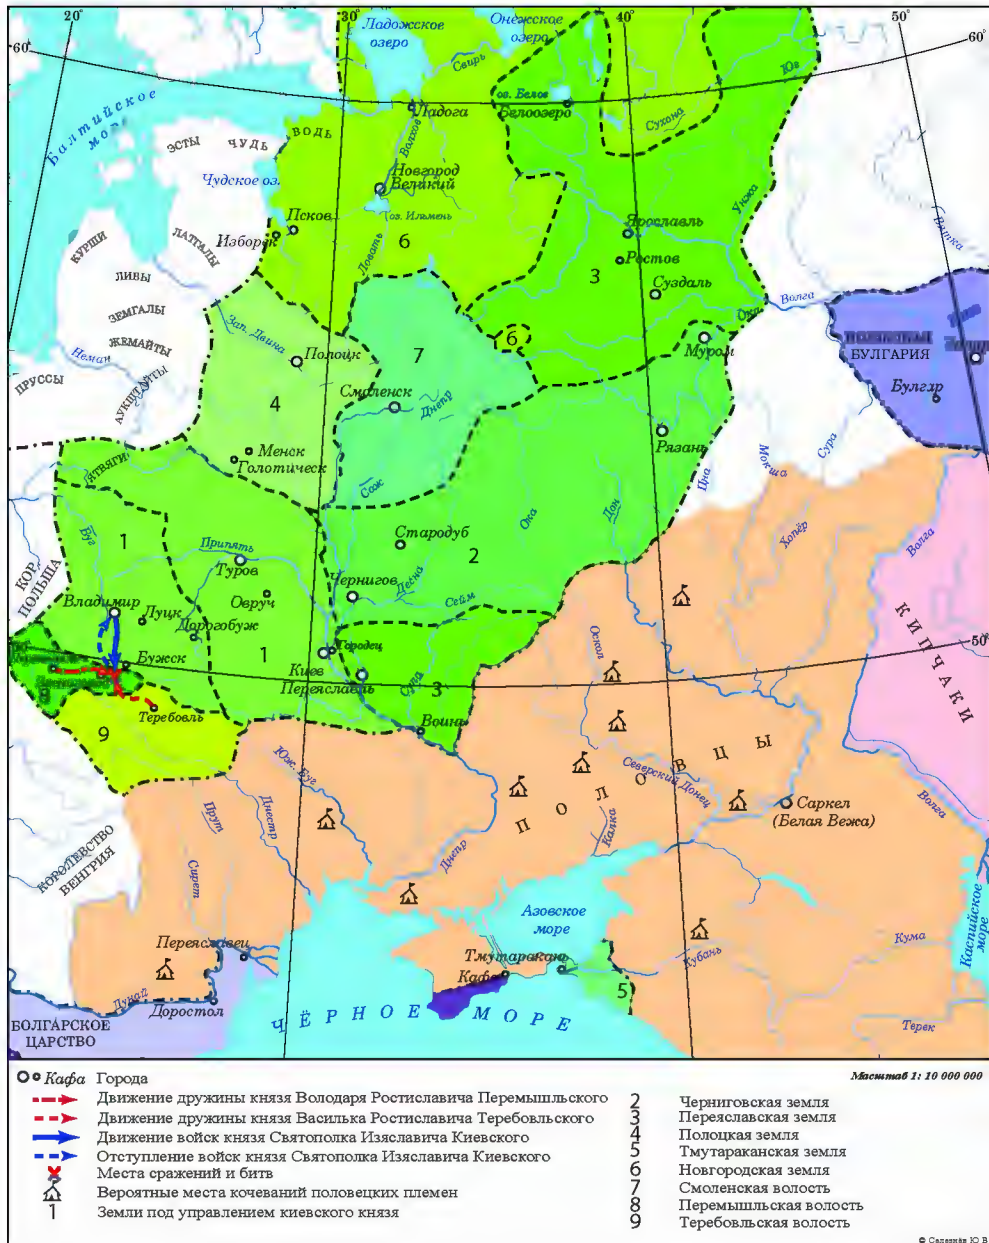 20°
30°
40°
50°
60°
60°
Ладожское
озеро
Онежское
озеро
Свирь
Юг
Балтийское
море
оз. Белое
Белоозеро
Ладога
Сухона
ВОДЬ
Волхов
ЭСТЫ
ЧУДЬ
Чудское оз.
Новгород
Великий
оз. Ильмень
Унжа
Вятка
Псков
Изборск
Ярославль
Ростов
КУРШИ
ЛАТГАЛЫ
Ловать
6
3
ЛИВЫ
Суздаль
Волга
ЗЕМГАЛЫ
Зап. Двина
Ока
6
ЖЕМАЙТЫ
Неман
Полоцк
7
Муром
БУЛГАРИЯ
ПРУССЫ
АУКШТАЙТЫ
Смоленск
Днепр
Булгар
4
Рязань
Менск
Голотическ
Мокша
Сура
Цна
ЯТВЯГИ
Сож
Ока
Дон
Хопёр
Буг
1
Припять
Туров
Стародуб
2
Волга
КОР.
ПОЛЬША
Десна
Чернигов
Сейм
Владимир
Луцк
Овруч
КИПЧАКИ
Дорогобуж
Оскол
50°
Бужск
1
Киев
Городец
Переяславль
Сула
3
8
Теребовль
Воинь
9
Юж. Буг
ПОЛОВЦЫ
Северский Донец
Днестр
Прут
Калка
Саркел
(Белая Вежа)
Волга
КОРОЛЕВСТВО
ВЕНГРИЯ
Днепр
Сирет
Азовское
море
Каспийское
море
Переяславец
Тмутаракань
Кафа
Кубань
Кума
5
Дунай
Доростол
ЧЁРНОЕ МОРЕ
Терек
БОЛГАРСКОЕ
ЦАРСТВО
Кафа Города
Масштаб 1: 10 000 000
Движение дружины князя Володаря Ростиславича Перемышльского
Движение дружины князя Василька Ростиславича Теребовльского
Движение войск князя Святополка Изяславича Киевского
Отступление войск князя Святополка Изяславича Киевского
Места сражений и битв
Вероятные места кочеваний половецких племен
1 Земли под управлением киевского князя
2 Черниговская земля
3 Переяславская земля
4 Полоцкая земля
5 Тмутараканская земля
6 Новгородская земля
7 Смоленская волость
8 Перемышльская волость
9 Теребовльская волость
© Селезнёв Ю.В.